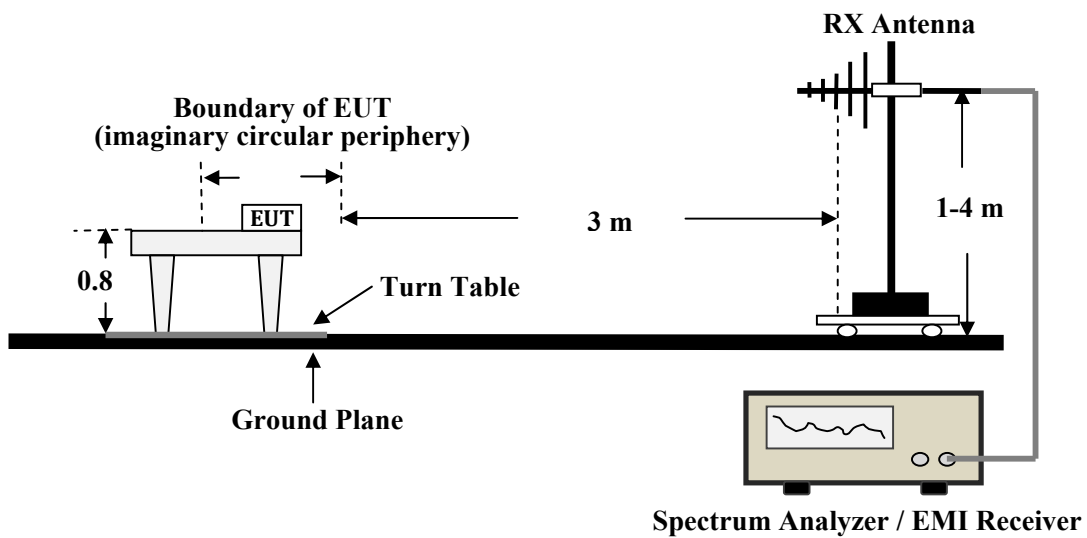 RX Antenna
Boundary of EUT
(imaginary circular periphery)
EUT
3 m
1-4 m
0.8
Turn Table
Ground Plane
Spectrum Analyzer / EMI Receiver